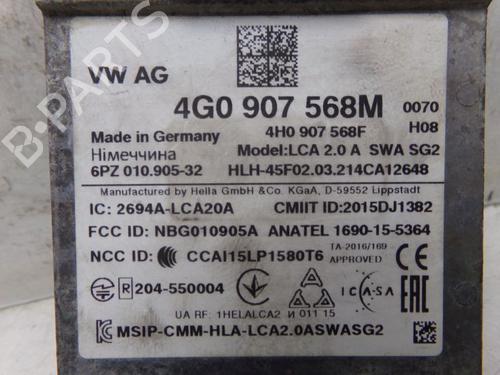 VW AG
4G0 907 568M 0070
Made in Germany 4H0 907 568F H08
Німеччина Model:LCA 2.0 A SWA SG2
6PZ 010.905-32 HLH-45F02.03.214CA12648
Manufactured by Hella GmbH &Co. KGaA, D-59552 Lippstadt
IC: 2694A-LCA20A CMIIT ID:2015DJ1382
FCC ID: NBG010905A ANATEL 1690-15-5364
NCC ID: CCAI15LP1580T6 TA-2016/169 APPROVED CE
R 204-550004 ICASA EAC
UA RF: 1HELALCA2 и 011 15
MSIP-CMM-HLA-LCA2.0ASWASG2
B-Parts